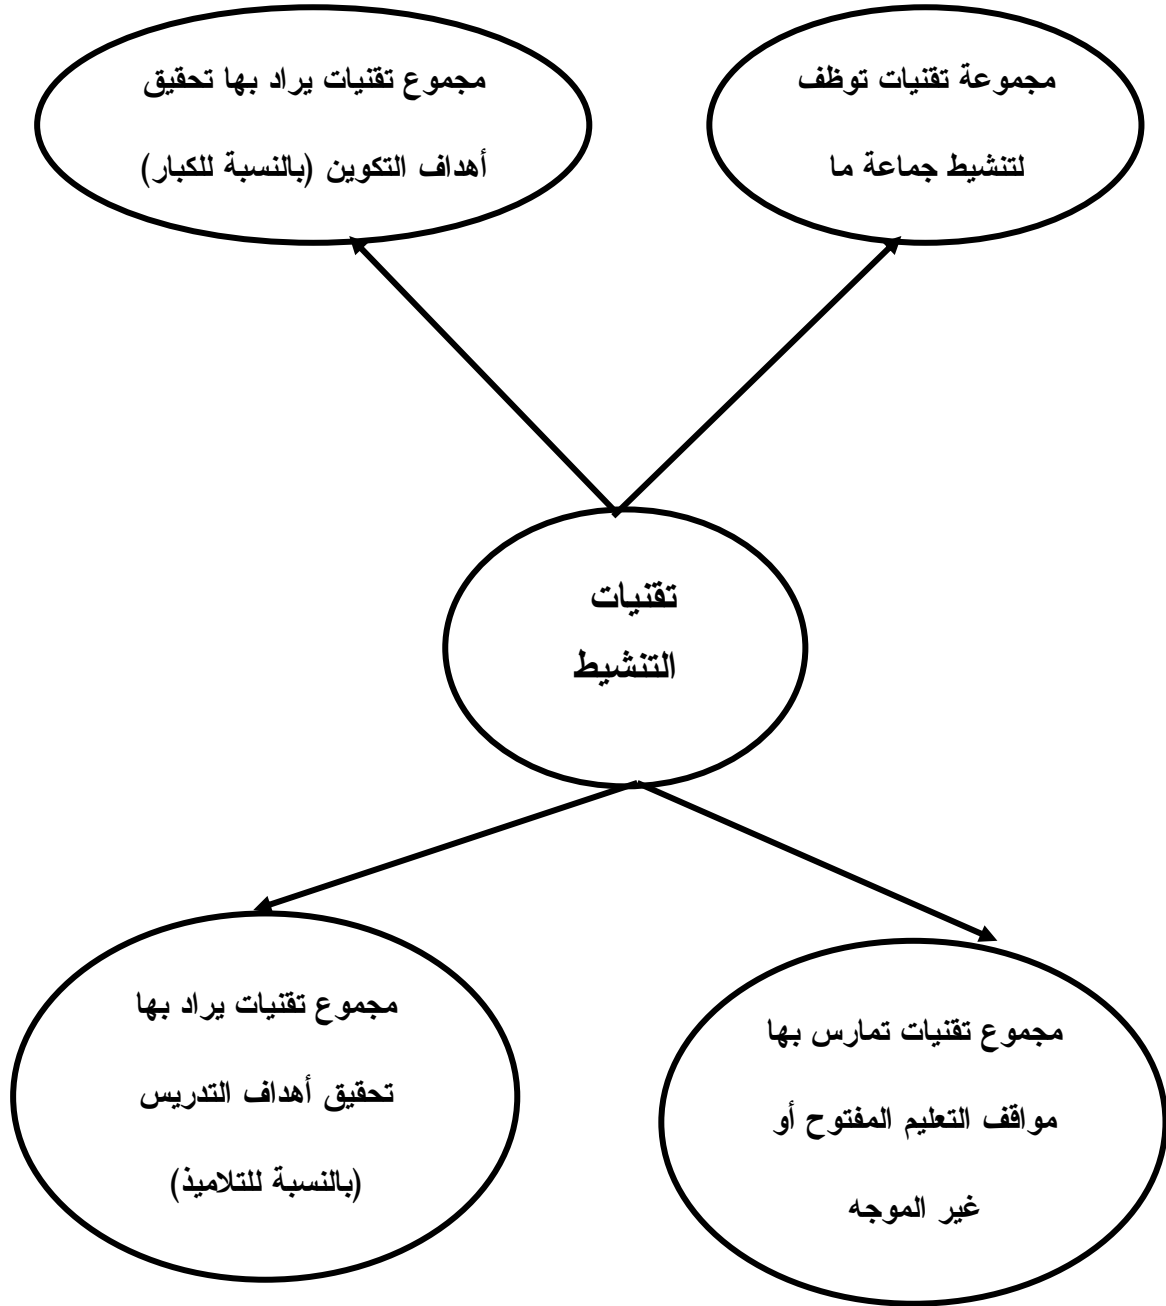 مجموعة تقنيات توظف
لتنشيط جماعة ما
مجموع تقنيات يراد بها تحقيق
أهداف التكوين (بالنسبة للكبار)
تقنيات
التنشيط
مجموع تقنيات تمارس بها
مواقف التعليم المفتوح أو
غير الموجه
مجموع تقنيات يراد بها
تحقيق أهداف التدريس
(بالنسبة للتلاميذ)